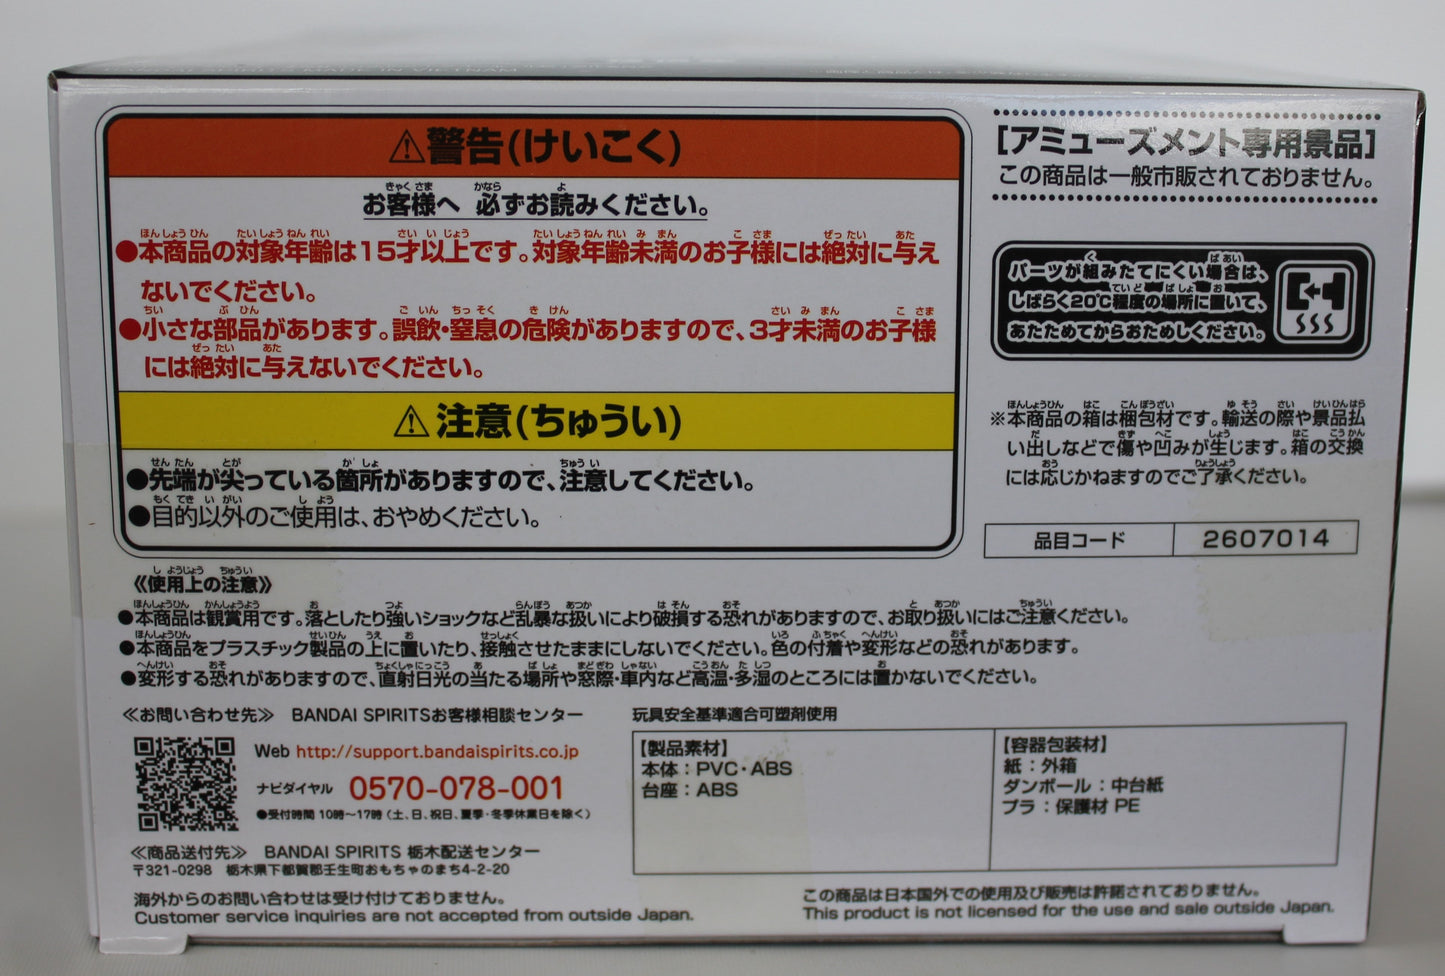 ⚠警告(けいこく)
お客様へ 必ずお読みください。
●本商品の対象年齢は15才以上です。対象年齢未満のお子様には絶対に与え
ないでください。
●小さな部品があります。誤飲・窒息の危険がありますので、3才未満のお子様
には絶対に与えないでください。
⚠注意(ちゅうい)
●先端が尖っている箇所がありますので、注意してください。
●目的以外のご使用は、おやめください。
[アミューズメント専用景品]
この商品は一般市販されておりません。
パーツが組みたてにくい場合は、
しばらく20℃程度の場所に置いて、
あたためてからおためしください。
※本商品の箱は梱包材です。輸送の際や景品払
い出しなどで傷や凹みが生じます。箱の交換
には応じかねますのでご了承ください。
品目コード 2607014
《使用上の注意》
●本商品は観賞用です。落としたり強いショックなど乱暴な扱いにより破損する恐れがありますので、お取り扱いにはご注意ください。
●本商品をプラスチック製品の上に置いたり、接触させたままにしないでください。色の付着や変形などの恐れがあります。
●変形する恐れがありますので、直射日光の当たる場所や窓際・車内など高温・多湿のところには置かないでください。
≪お問い合わせ先≫ BANDAI SPIRITSお客様相談センター
Web http://support.bandaispirits.co.jp
ナビダイヤル 0570-078-001
●受付時間 10時〜17時(土、日、祝日、夏季・冬季休業日を除く)
≪商品送付先≫ BANDAI SPIRITS 栃木配送センター
〒321-0298 栃木県下都賀郡壬生町おもちゃのまち4-2-20
海外からのお問い合わせは受け付けておりません。
Customer service inquiries are not accepted from outside Japan.
玩具安全基準適合可塑剤使用
【製品素材】
本体：PVC・ABS
台座：ABS
【容器包装材】
紙：外箱
ダンボール：中台紙
プラ：保護材 PE
この商品は日本国外での使用及び販売は許諾されておりません。
This product is not licensed for the use and sale outside Japan.